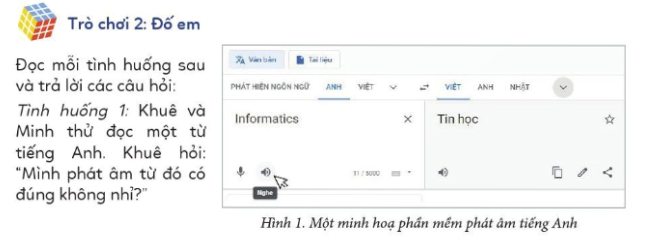 Trò chơi 2: Đố em
Đọc mỗi tình huống sau
và trả lời các câu hỏi:
Tình huống 1: Khuê và
Minh thử đọc một từ
tiếng Anh. Khuê hỏi:
“Mình phát âm từ đó có
đúng không nhỉ?”
Văn bản
Tài liệu
PHÁT HIỆN NGÔN NGỮ ANH VIỆT
VIỆT ANH NHẬT
Informatics
Tin học
11 / 5000
Nghe
Hình 1. Một minh hoạ phần mềm phát âm tiếng Anh